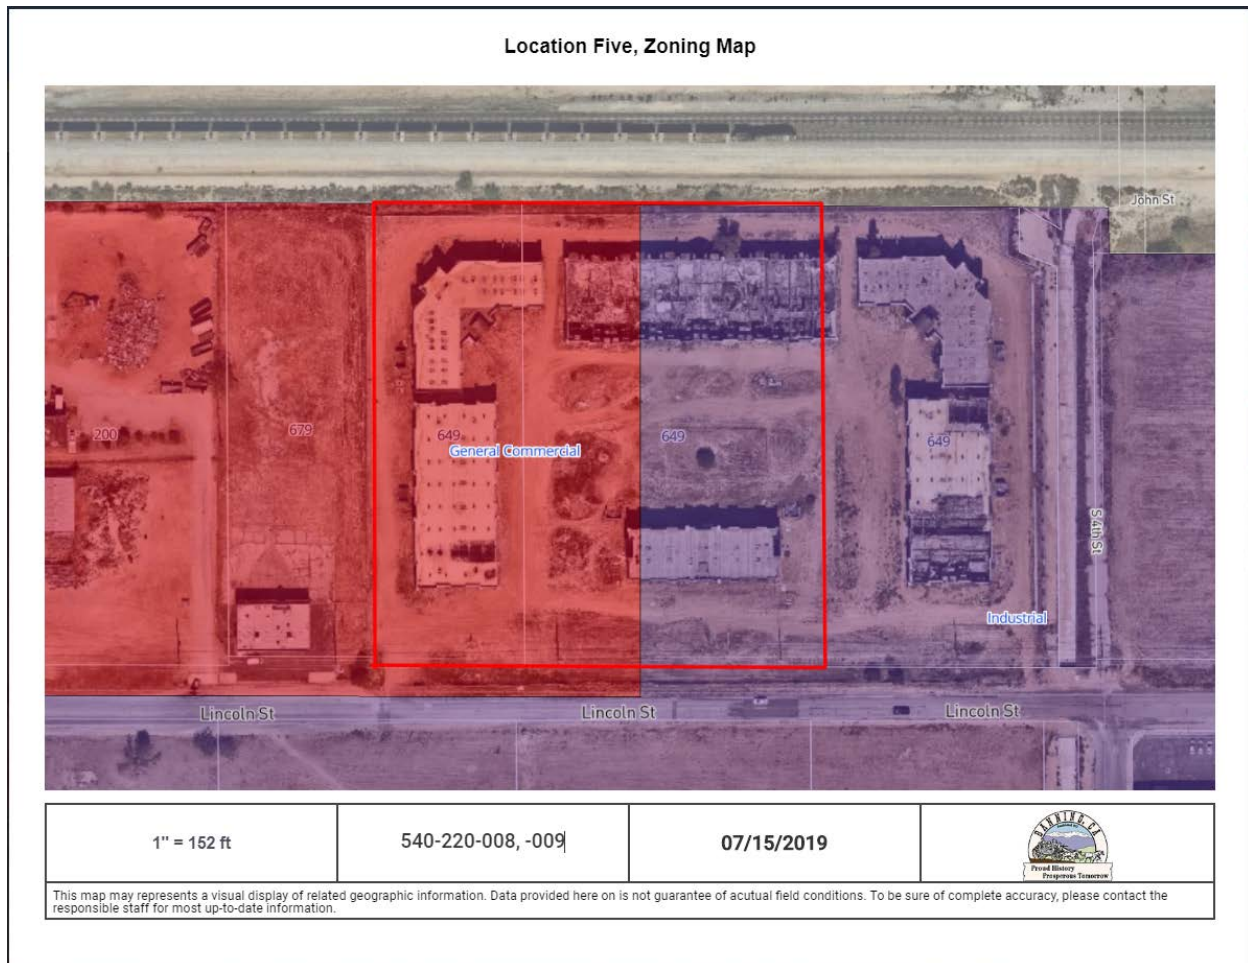 Location Five, Zoning Map
John St
200
679
649
General Commercial
649
649
S 4th St
Industrial
Lincoln St
Lincoln St
Lincoln St
1" = 152 ft
540-220-008, -009
07/15/2019
BANNING, CA
Proud History
Prosperous Tomorrow
This map may represents a visual display of related geographic information. Data provided here on is not guarantee of acutual field conditions. To be sure of complete accuracy, please contact the
responsible staff for most up-to-date information.